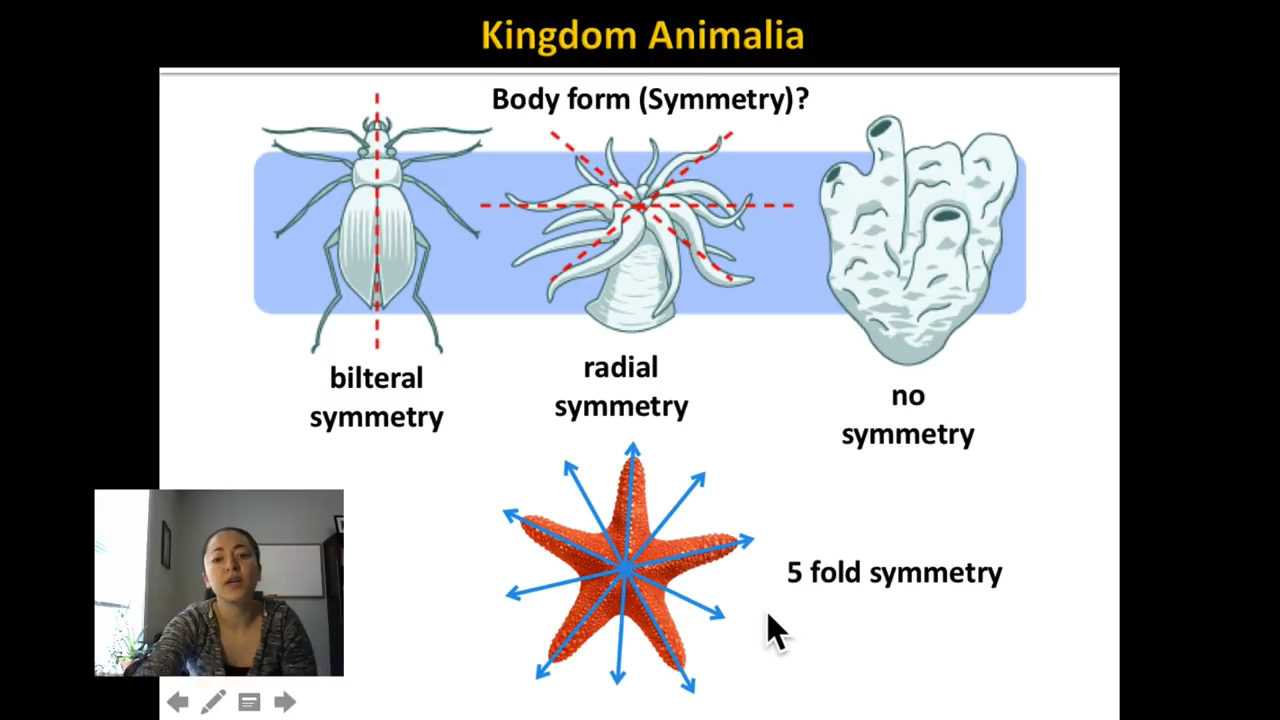 Kingdom Animalia
Body form (Symmetry)?
bilteral
symmetry
radial
symmetry
no
symmetry
5 fold symmetry